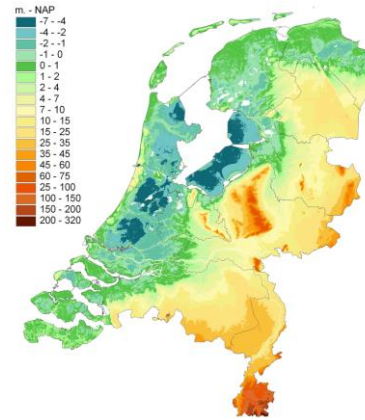 m. - NAP
-7 - -4
-4 - -2
-2 - -1
-1 - 0
0 - 1
1 - 2
2 - 4
4 - 7
7 - 10
10 - 15
15 - 25
25 - 35
35 - 45
45 - 60
60 - 75
25 - 100
100 - 150
150 - 200
200 - 320